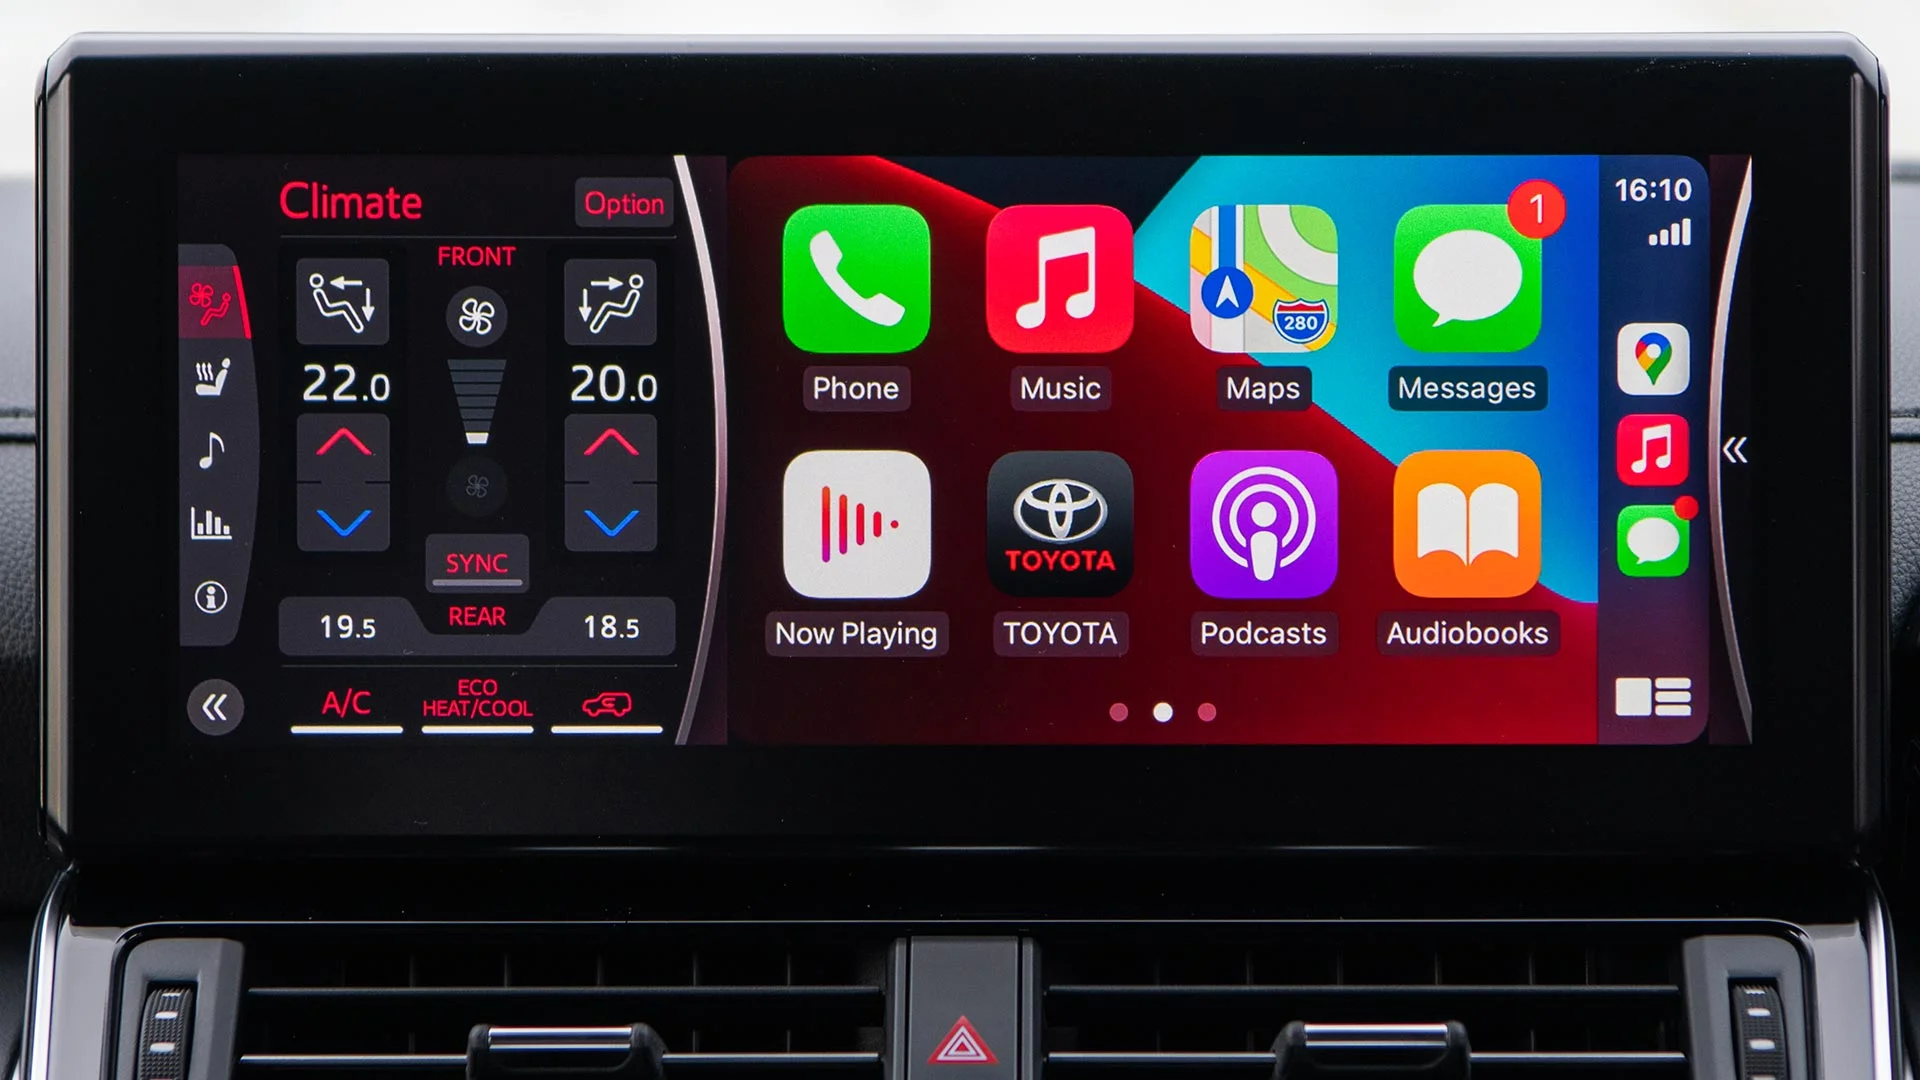 Climate
Option
FRONT
22.0
20.0
SYNC
REAR
19.5
18.5
A/C
ECO
HEAT/COOL
280
1
16:10
Phone
Music
Maps
Messages
TOYOTA
Now Playing
TOYOTA
Podcasts
Audiobooks